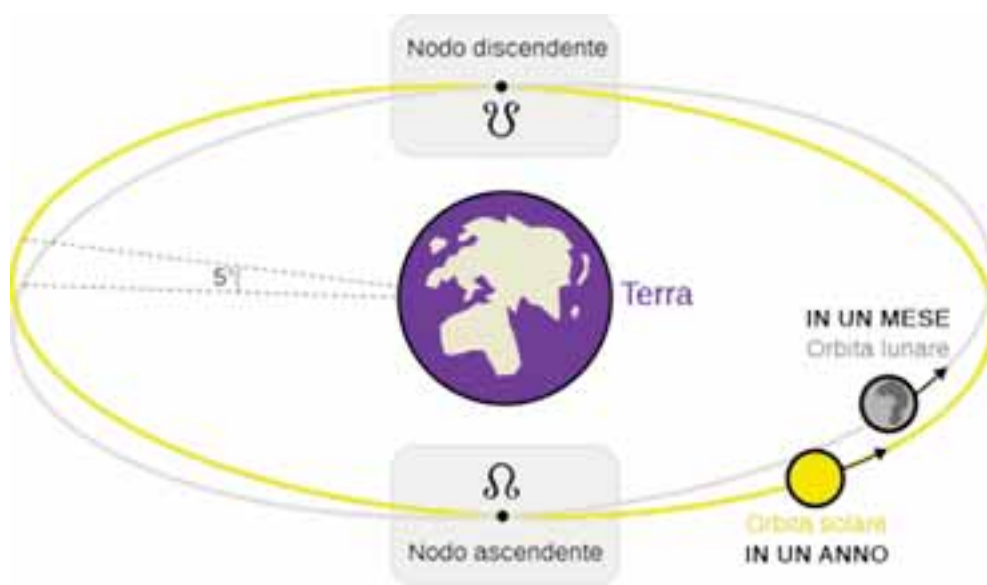 Nodo discendente
☋
5°
Terra
IN UN MESE
Orbita lunare
☊
Orbita solare
IN UN ANNO
Nodo ascendente